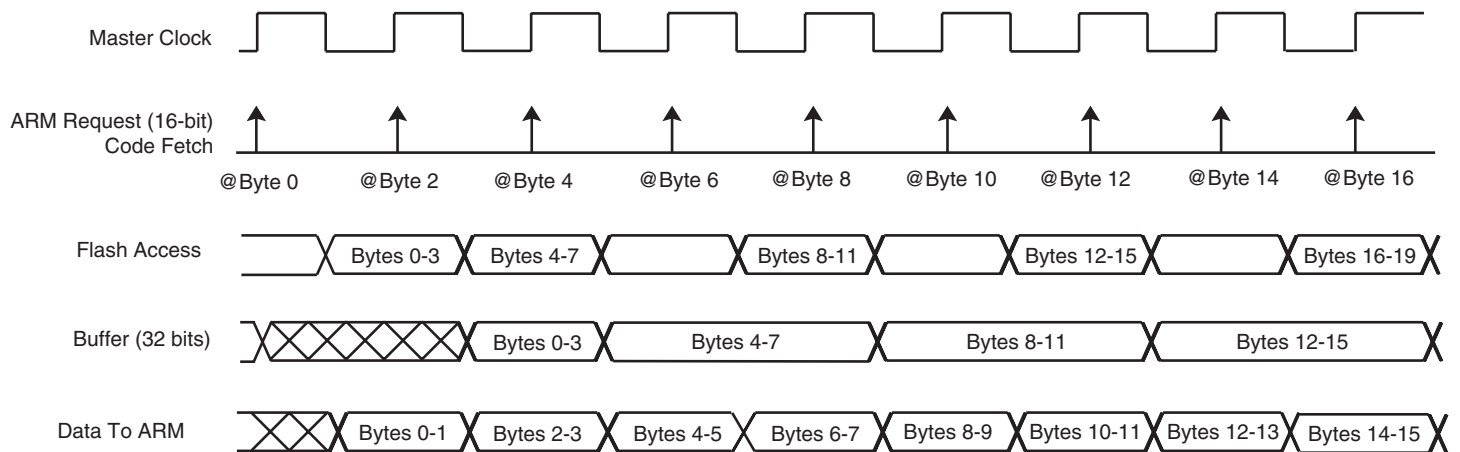 Master Clock
ARM Request (16-bit)
Code Fetch
@Byte 0 @Byte 2 @Byte 4 @Byte 6 @Byte 8 @Byte 10 @Byte 12 @Byte 14 @Byte 16
Flash Access Bytes 0-3 Bytes 4-7 Bytes 8-11 Bytes 12-15 Bytes 16-19
Buffer (32 bits) Bytes 0-3 Bytes 4-7 Bytes 8-11 Bytes 12-15
Data To ARM Bytes 0-1 Bytes 2-3 Bytes 4-5 Bytes 6-7 Bytes 8-9 Bytes 10-11 Bytes 12-13 Bytes 14-15